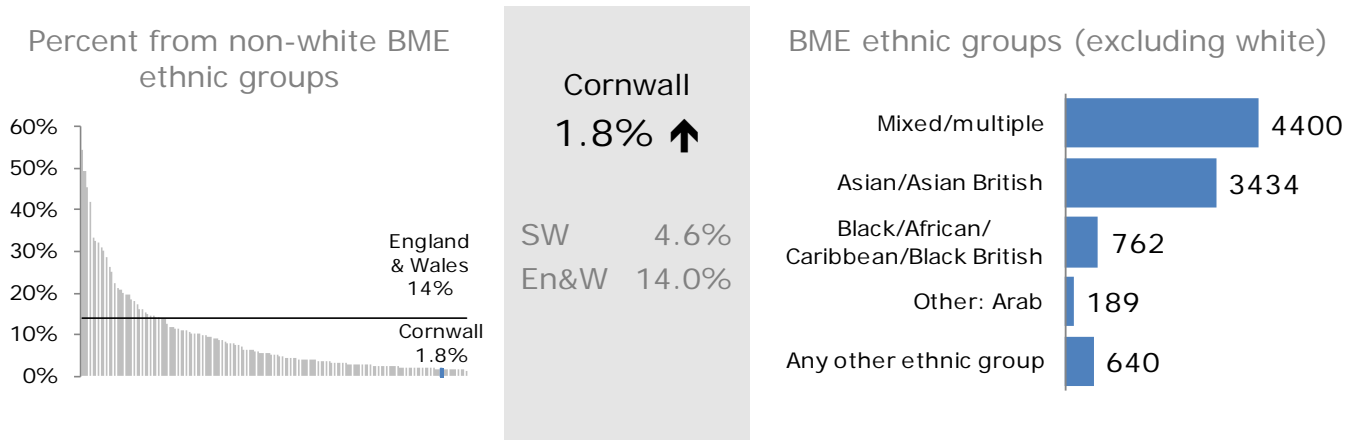 Percent from non-white BME
ethnic groups
60%
50%
40%
30%
20%
10%
0%
England
& Wales
14%
Cornwall
1.8%
Cornwall
1.8% ↑
SW 4.6%
En&W 14.0%
BME ethnic groups (excluding white)
Mixed/multiple 4400
Asian/Asian British 3434
Black/African/
Caribbean/Black British 762
Other: Arab 189
Any other ethnic group 640